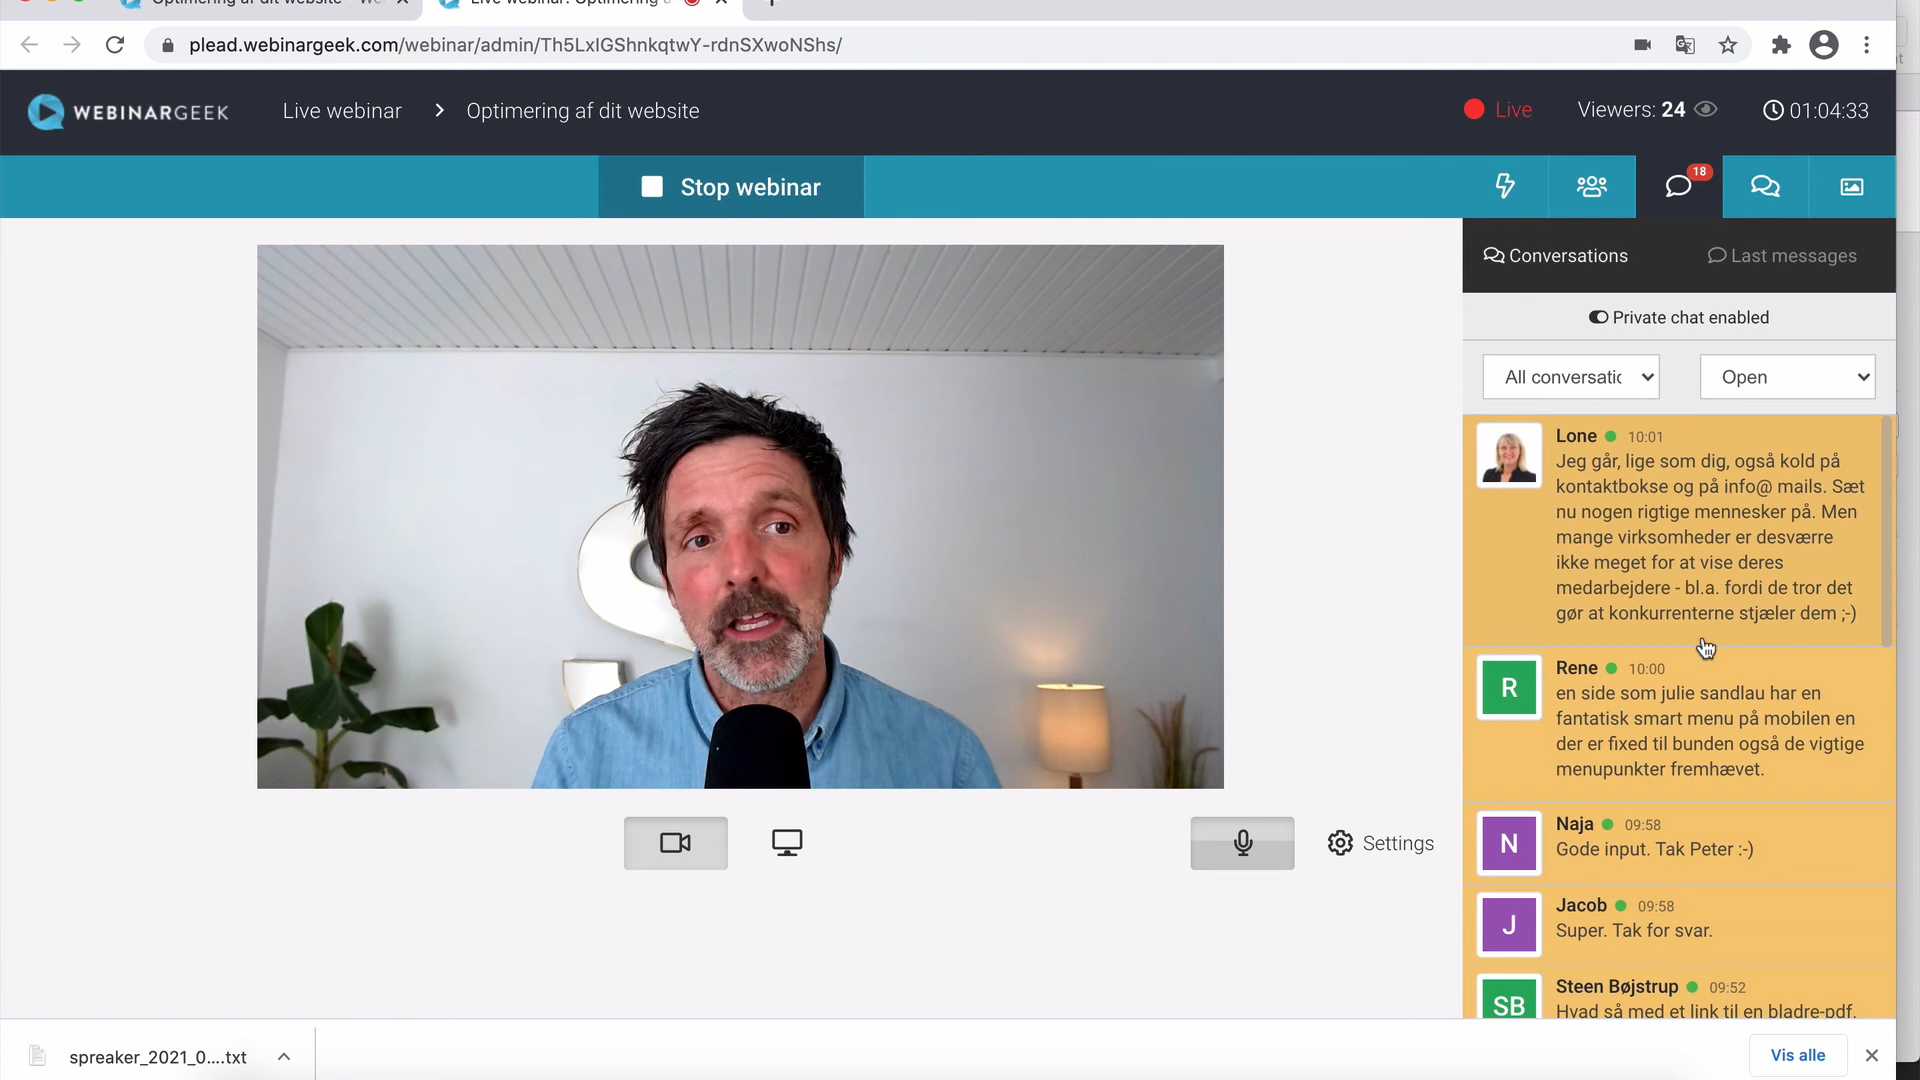 plead.webinargeek.com/webinar/admin/Th5LxIGShnkqtwY-rdnSXwoNShs/
WEBINARGEEK
Live webinar
Optimering af dit website
Live
Viewers: 24
01:04:33
Stop webinar
18
Conversations
Last messages
Private chat enabled
All conversatic
Open
Lone 10:01
Jeg går, lige som dig, også kold på
kontaktbokse og på info@ mails. Sæt
nu nogen rigtige mennesker på. Men
mange virksomheder er desværre
ikke meget for at vise deres
medarbejdere - bl.a. fordi de tror det
gør at konkurrenterne stjæler dem ;-)
R
Rene 10:00
en side som julie sandlau har en
fantatisk smart menu på mobilen en
der er fixed til bunden også de vigtige
menupunkter fremhævet.
N
Naja 09:58
Gode input. Tak Peter :-)
J
Jacob 09:58
Super. Tak for svar.
SB
Steen Bøjstrup 09:52
Hvad så med et link til en bladre-pdf.
Settings
spreaker_2021_0....txt
Vis alle